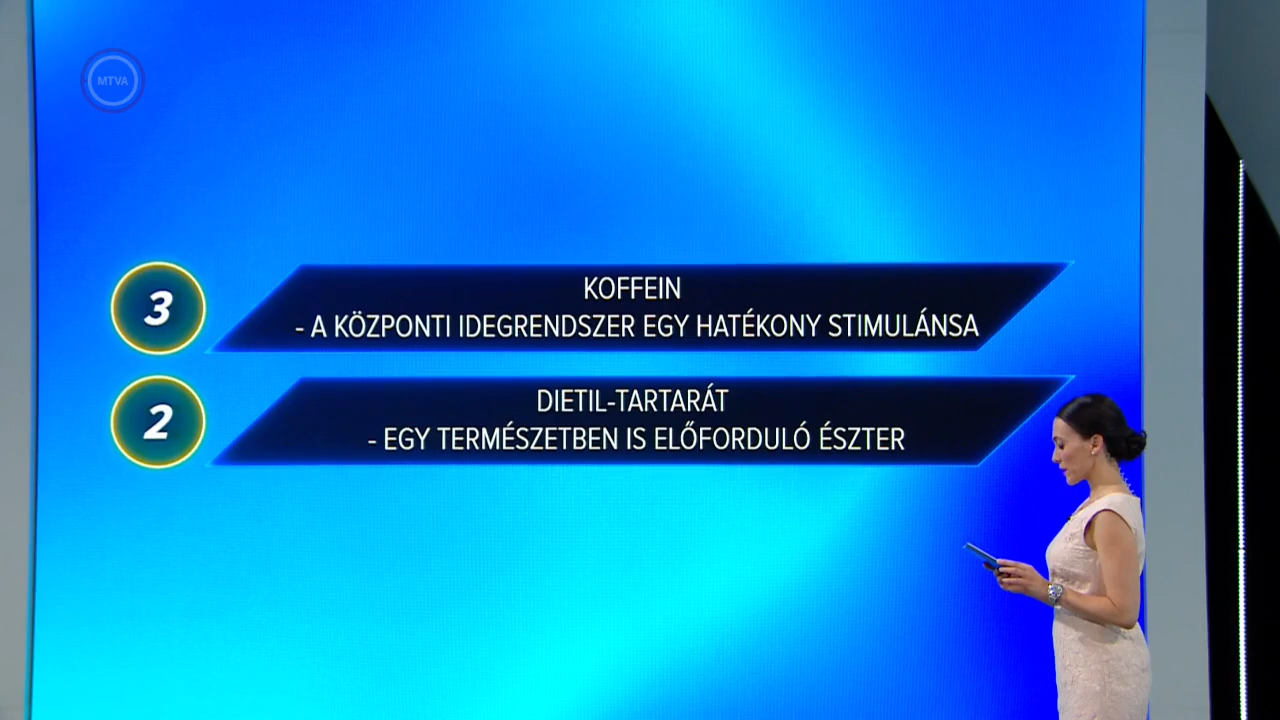 MTVA
3
KOFFEIN
- A KÖZPONTI IDEGRENDSZER EGY HATÉKONY STIMULÁNSA
2
DIETIL-TARTARÁT
- EGY TERMÉSZETBEN IS ELŐFORDULÓ ÉSZTER